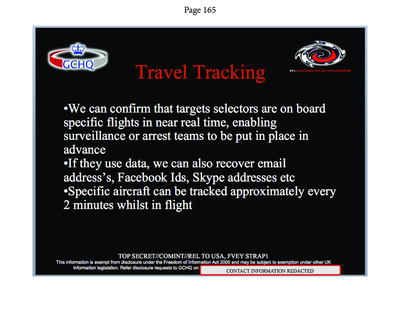 Page 165
GCHQ
Travel Tracking
•We can confirm that targets selectors are on board
specific flights in near real time, enabling
surveillance or arrest teams to be put in place in
advance
•If they use data, we can also recover email
address's, Facebook Ids, Skype addresses etc
•Specific aircraft can be tracked approximately every
2 minutes whilst in flight
TOP SECRET//COMINT//REL TO USA, FVEY STRAP1
This information is exempt from disclosure under the Freedom of Information Act 2000 and may be subject to exemption under other UK
information legislation. Refer disclosure requests to GCHQ on
CONTACT INFORMATION REDACTED